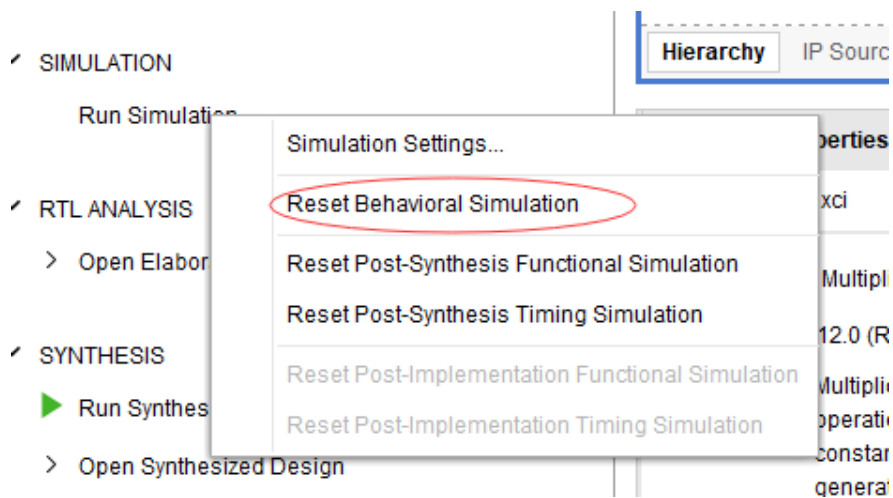 SIMULATION
Hierarchy IP Sourc
Run Simulation
Simulation Settings...
perties
Reset Behavioral Simulation
xci
RTL ANALYSIS
Open Elabor
Reset Post-Synthesis Functional Simulation
Multipli
Reset Post-Synthesis Timing Simulation
12.0 (R
SYNTHESIS
Reset Post-Implementation Functional Simulation
Multiplie
Run Synthes
operatio
Reset Post-Implementation Timing Simulation
constan
Open Synthesized Design
generat